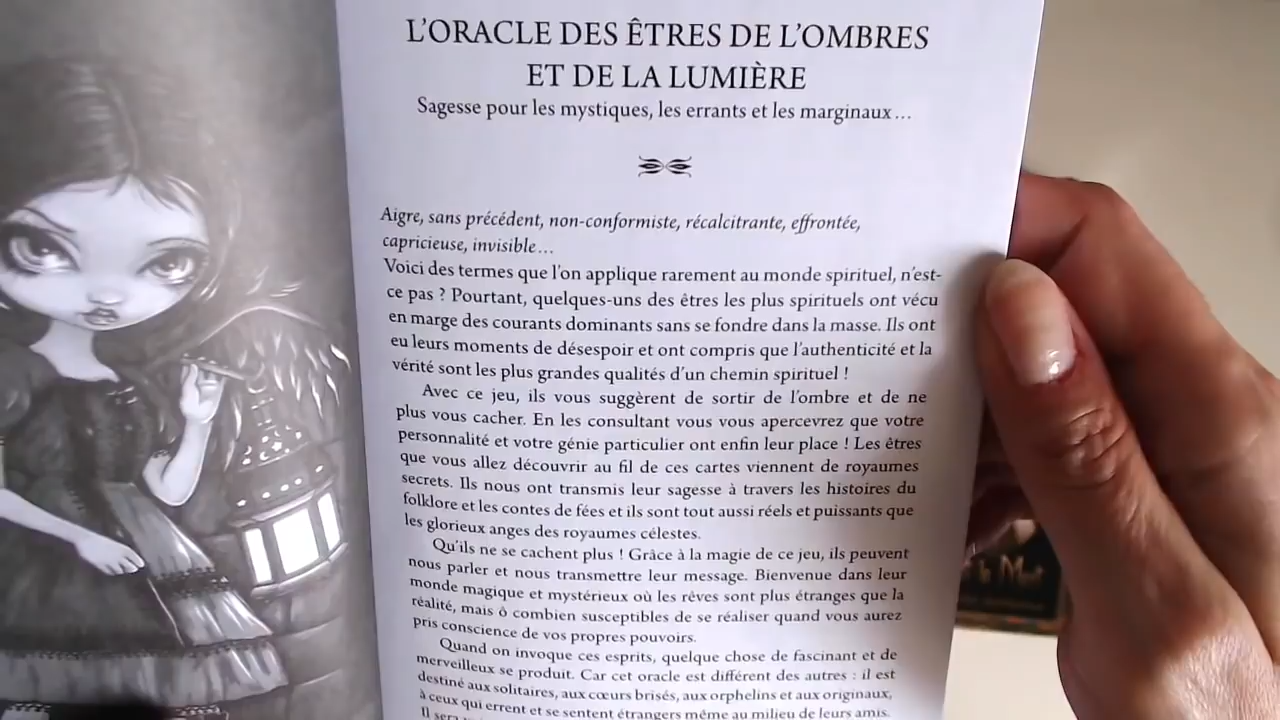 L'ORACLE DES ÊTRES DE L'OMBRES
ET DE LA LUMIÈRE
Sagesse pour les mystiques, les errants et les marginaux…
Aigre, sans précédent, non-conformiste, récalcitrante, effrontée,
capricieuse, invisible…
Voici des termes que l'on applique rarement au monde spirituel, n'est-
ce pas ? Pourtant, quelques-uns des êtres les plus spirituels ont vécu
en marge des courants dominants sans se fondre dans la masse. Ils ont
eu leurs moments de désespoir et ont compris que l'authenticité et la
vérité sont les plus grandes qualités d'un chemin spirituel !
Avec ce jeu, ils vous suggèrent de sortir de l'ombre et de ne
plus vous cacher. En les consultant vous vous apercevrez que votre
personnalité et votre génie particulier ont enfin leur place ! Les êtres
que vous allez découvrir au fil de ces cartes viennent de royaumes
secrets. Ils nous ont transmis leur sagesse à travers les histoires du
folklore et les contes de fées et ils sont tout aussi réels et puissants que
les glorieux anges des royaumes célestes.
Qu'ils ne se cachent plus ! Grâce à la magie de ce jeu, ils peuvent
nous parler et nous transmettre leur message. Bienvenue dans leur
monde magique et mystérieux où les rêves sont plus étranges que la
réalité, mais ô combien susceptibles de se réaliser quand vous aurez
pris conscience de vos propres pouvoirs.
Quand on invoque ces esprits, quelque chose de fascinant et de
merveilleux se produit. Car cet oracle est différent des autres : il est
destiné aux solitaires, aux cœurs brisés, aux orphelins et aux originaux,
à ceux qui errent et se sentent étrangers même au milieu de leurs amis.
Il sera